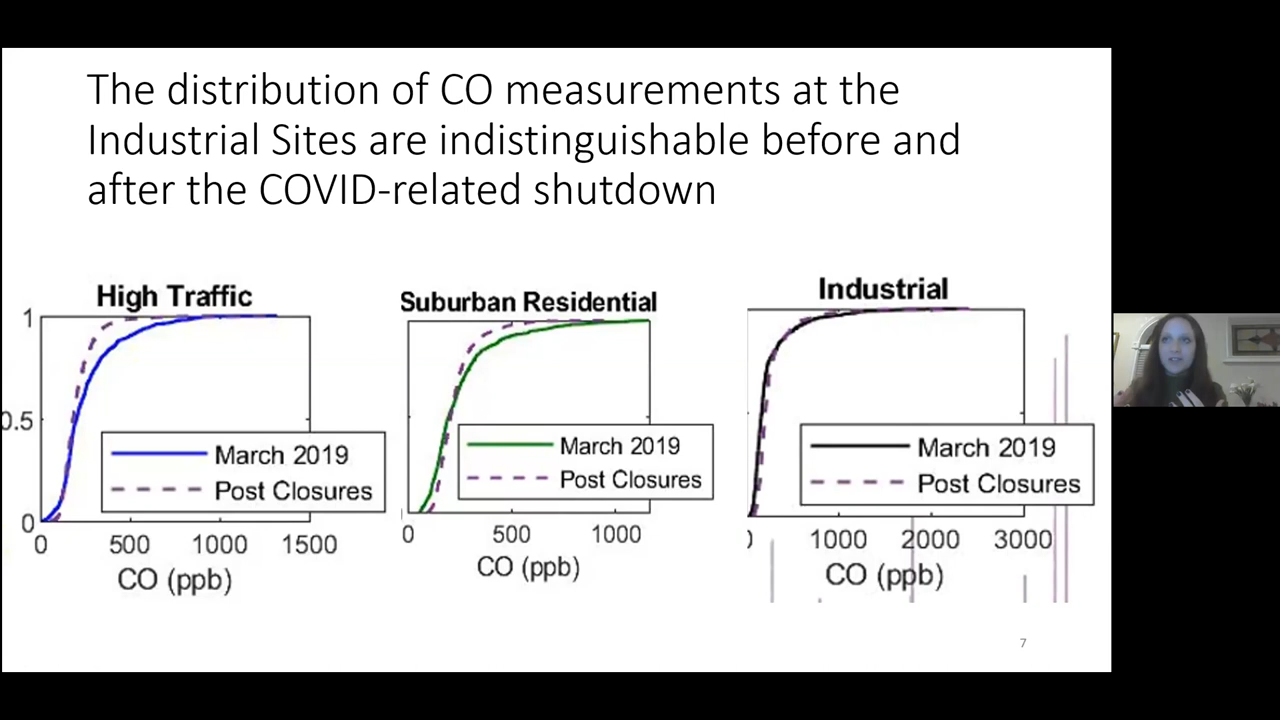 The distribution of CO measurements at the
Industrial Sites are indistinguishable before and
after the COVID-related shutdown
High Traffic
1
0.5
0
March 2019
Post Closures
0 500 1000 1500
CO (ppb)
Suburban Residential
March 2019
Post Closures
0 500 1000
CO (ppb)
Industrial
March 2019
Post Closures
0 1000 2000 3000
CO (ppb)
7